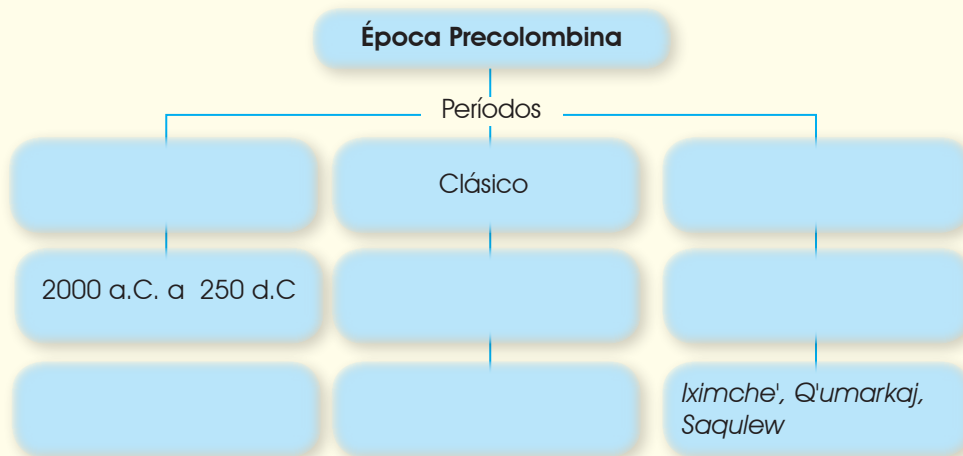 Época Precolombina
Períodos
Clásico
2000 a.C. a 250 d.C
Iximche', Q'umarkaj,
Saqulew